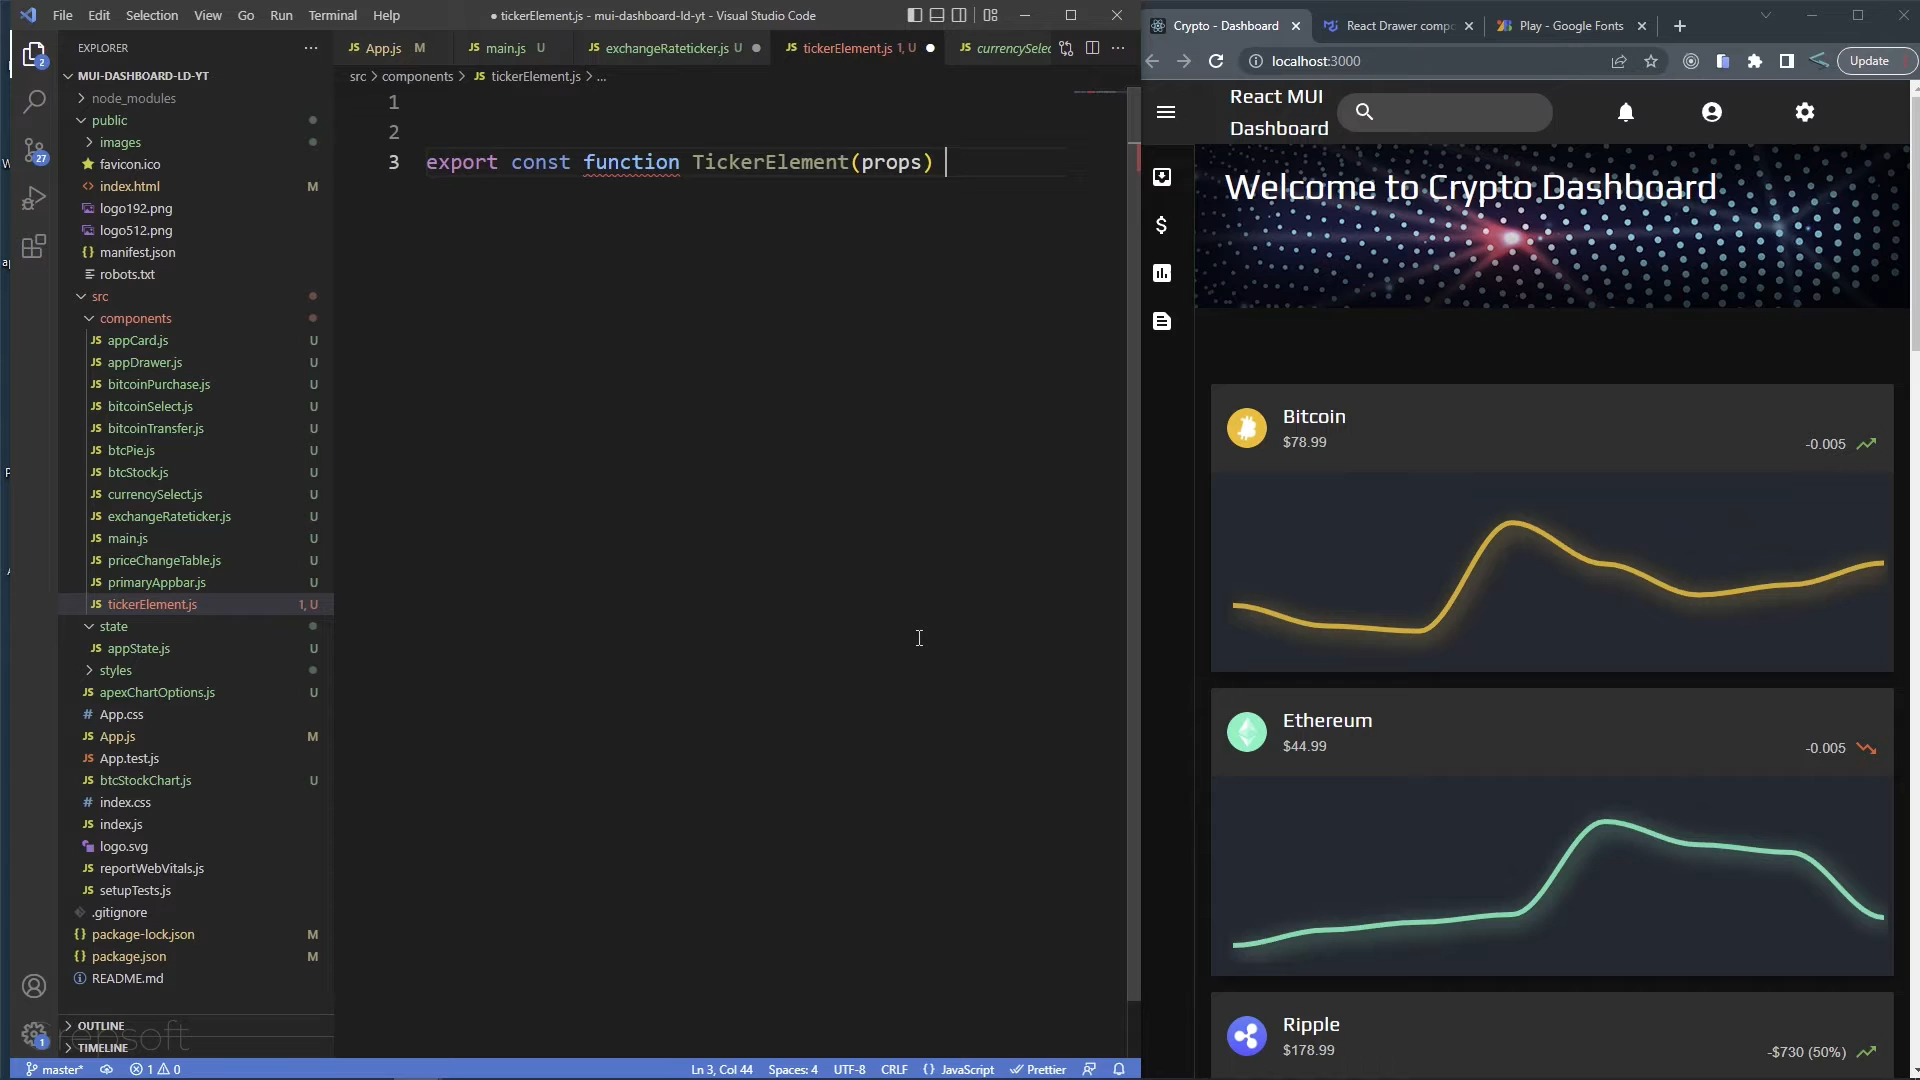 File Edit Selection View Go Run Terminal Help
● tickerElement.js - mui-dashboard-ld-yt - Visual Studio Code
EXPLORER
MUI-DASHBOARD-LD-YT
node_modules
public
images
favicon.ico
index.html M
logo192.png
logo512.png
manifest.json
robots.txt
src
components
appCard.js U
appDrawer.js U
bitcoinPurchase.js U
bitcoinSelect.js U
bitcoinTransfer.js U
btcPie.js U
btcStock.js U
currencySelect.js U
exchangeRateticker.js U
main.js U
priceChangeTable.js U
primaryAppbar.js U
tickerElement.js 1, U
state
appState.js U
styles
apexChartOptions.js U
App.css
App.js M
App.test.js
btcStockChart.js U
index.css
index.js
logo.svg
reportWebVitals.js
setupTests.js
.gitignore
package-lock.json M
package.json M
README.md
OUTLINE
TIMELINE
App.js M main.js U exchangeRateticker.js U tickerElement.js 1, U currencySelec
src > components > JS tickerElement.js > ...
1
2
3 export const function TickerElement(props)
master* 1 0 Ln 3, Col 44 Spaces: 4 UTF-8 CRLF {} JavaScript Prettier
Crypto - Dashboard React Drawer compo Play - Google Fonts
localhost:3000 Update
React MUI
Dashboard
Welcome to Crypto Dashboard
Bitcoin
$78.99
-0.005
Ethereum
$44.99
-0.005
Ripple
$178.99
-$730 (50%)